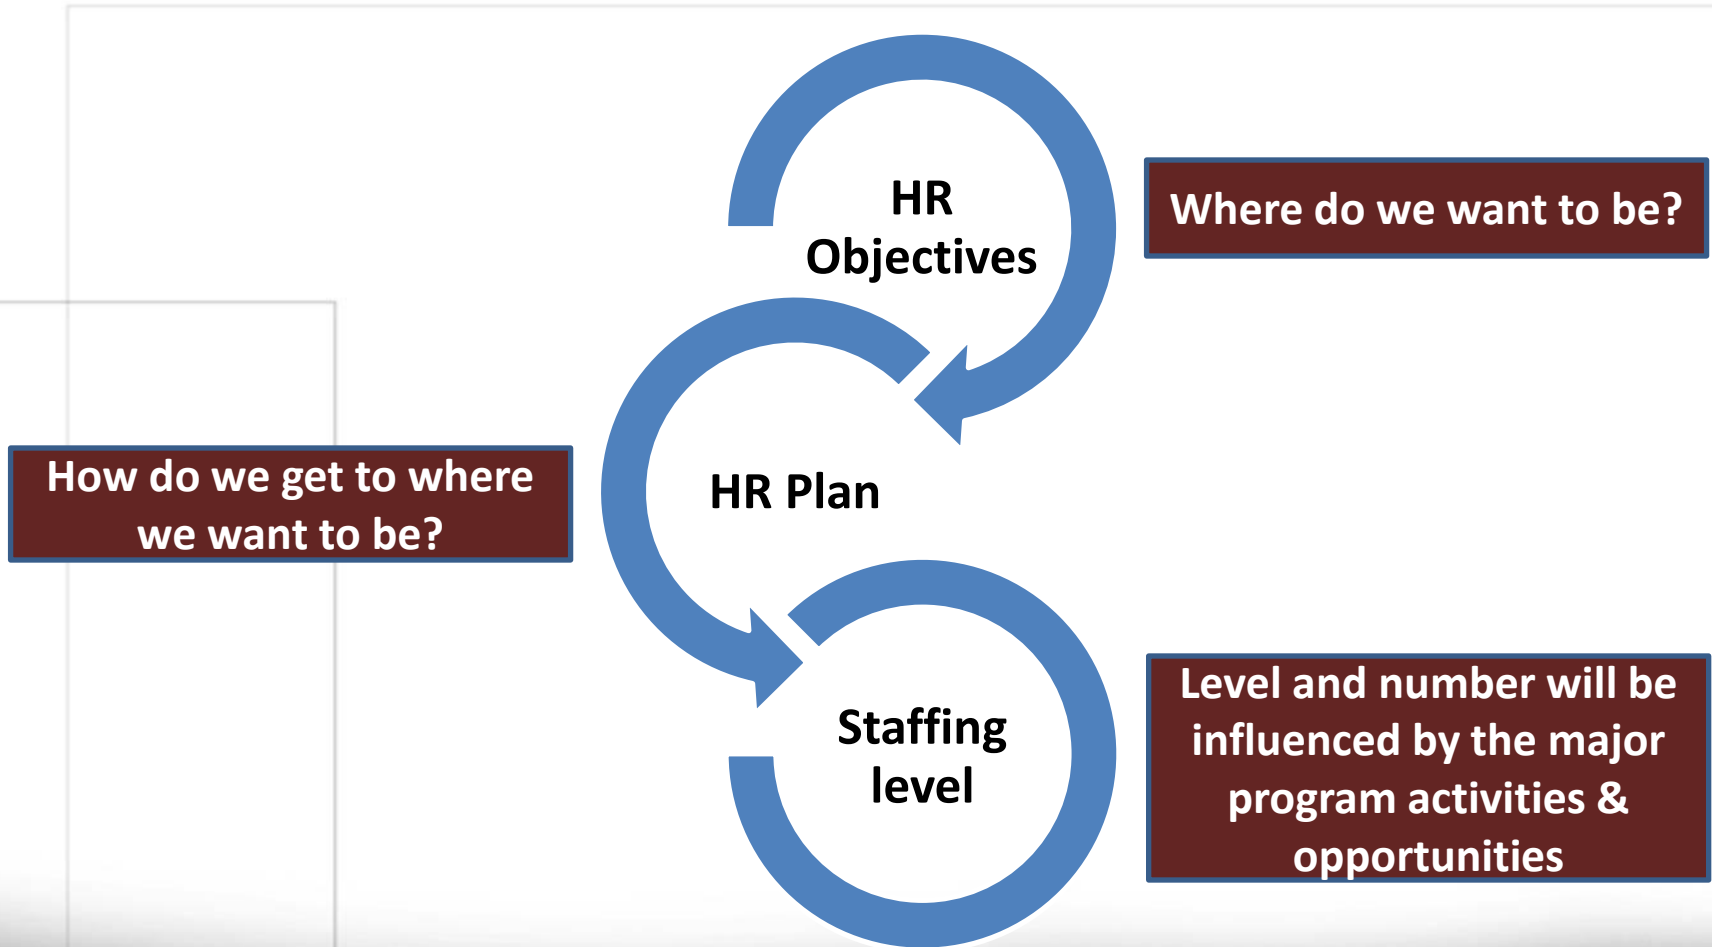 HR
Objectives
Where do we want to be?
How do we get to where
we want to be?
HR Plan
Staffing
level
Level and number will be
influenced by the major
program activities &
opportunities